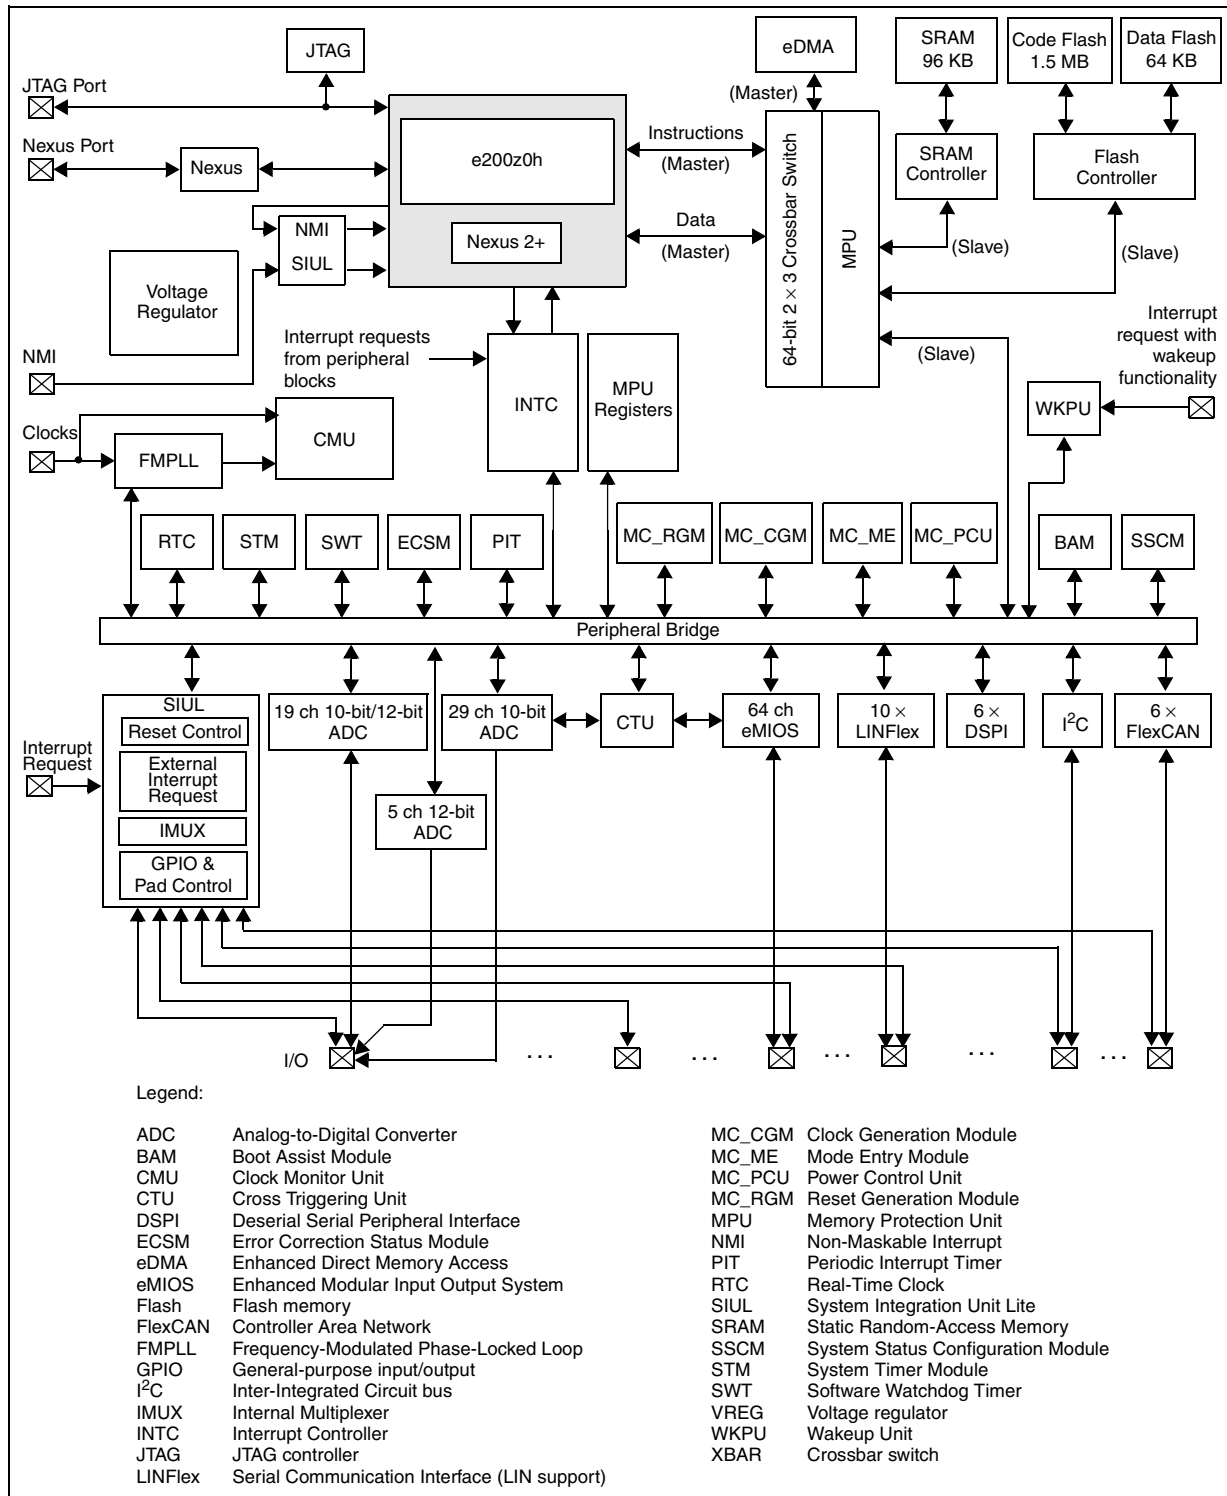 JTAG
eDMA
SRAM
96 KB
Code Flash
1.5 MB
Data Flash
64 KB
JTAG Port
(Master)
Nexus Port
Nexus
e200z0h
Instructions
(Master)
64-bit 2 × 3 Crossbar Switch
MPU
SRAM
Controller
Flash
Controller
NMI
SIUL
Nexus 2+
Data
(Master)
(Slave)
(Slave)
Voltage
Regulator
Interrupt
request with
wakeup
functionality
NMI
Interrupt requests
from peripheral
blocks
INTC
MPU
Registers
(Slave)
WKPU
Clocks
FMPLL
CMU
RTC
STM
SWT
ECSM
PIT
MC_RGM
MC_CGM
MC_ME
MC_PCU
BAM
SSCM
Peripheral Bridge
SIUL
Reset Control
External
Interrupt
Request
IMUX
GPIO &
Pad Control
Interrupt
Request
19 ch 10-bit/12-bit
ADC
29 ch 10-bit
ADC
CTU
64 ch
eMIOS
10 ×
LINFlex
6 ×
DSPI
I²C
6 ×
FlexCAN
5 ch 12-bit
ADC
I/O
. . .
. . .
. . .
. . .
. . .
Legend:
ADC Analog-to-Digital Converter
BAM Boot Assist Module
CMU Clock Monitor Unit
CTU Cross Triggering Unit
DSPI Deserial Serial Peripheral Interface
ECSM Error Correction Status Module
eDMA Enhanced Direct Memory Access
eMIOS Enhanced Modular Input Output System
Flash Flash memory
FlexCAN Controller Area Network
FMPLL Frequency-Modulated Phase-Locked Loop
GPIO General-purpose input/output
I²C Inter-Integrated Circuit bus
IMUX Internal Multiplexer
INTC Interrupt Controller
JTAG JTAG controller
LINFlex Serial Communication Interface (LIN support)
MC_CGM Clock Generation Module
MC_ME Mode Entry Module
MC_PCU Power Control Unit
MC_RGM Reset Generation Module
MPU Memory Protection Unit
NMI Non-Maskable Interrupt
PIT Periodic Interrupt Timer
RTC Real-Time Clock
SIUL System Integration Unit Lite
SRAM Static Random-Access Memory
SSCM System Status Configuration Module
STM System Timer Module
SWT Software Watchdog Timer
VREG Voltage regulator
WKPU Wakeup Unit
XBAR Crossbar switch